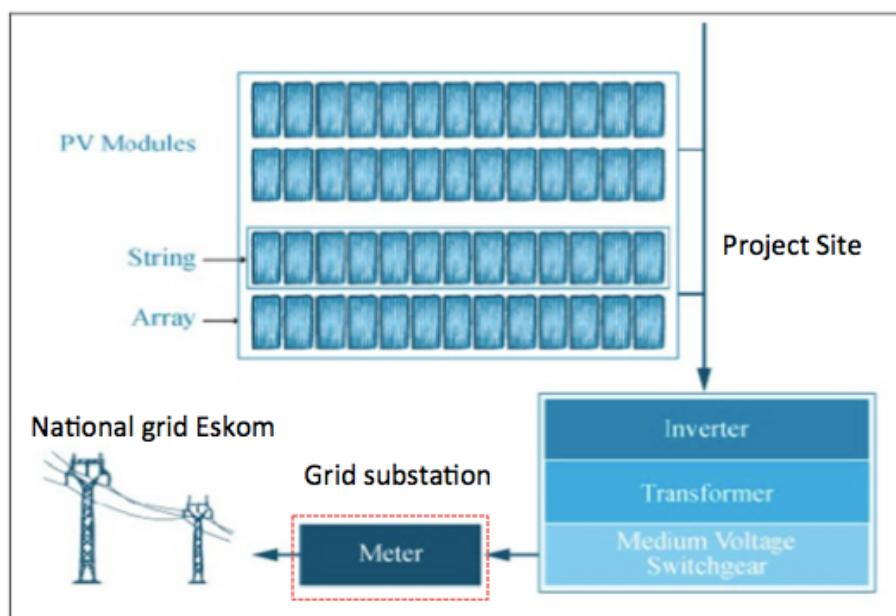 PV Modules
String
Project Site
Array
National grid Eskom
Inverter
Grid substation
Transformer
Meter
Medium Voltage
Switchgear